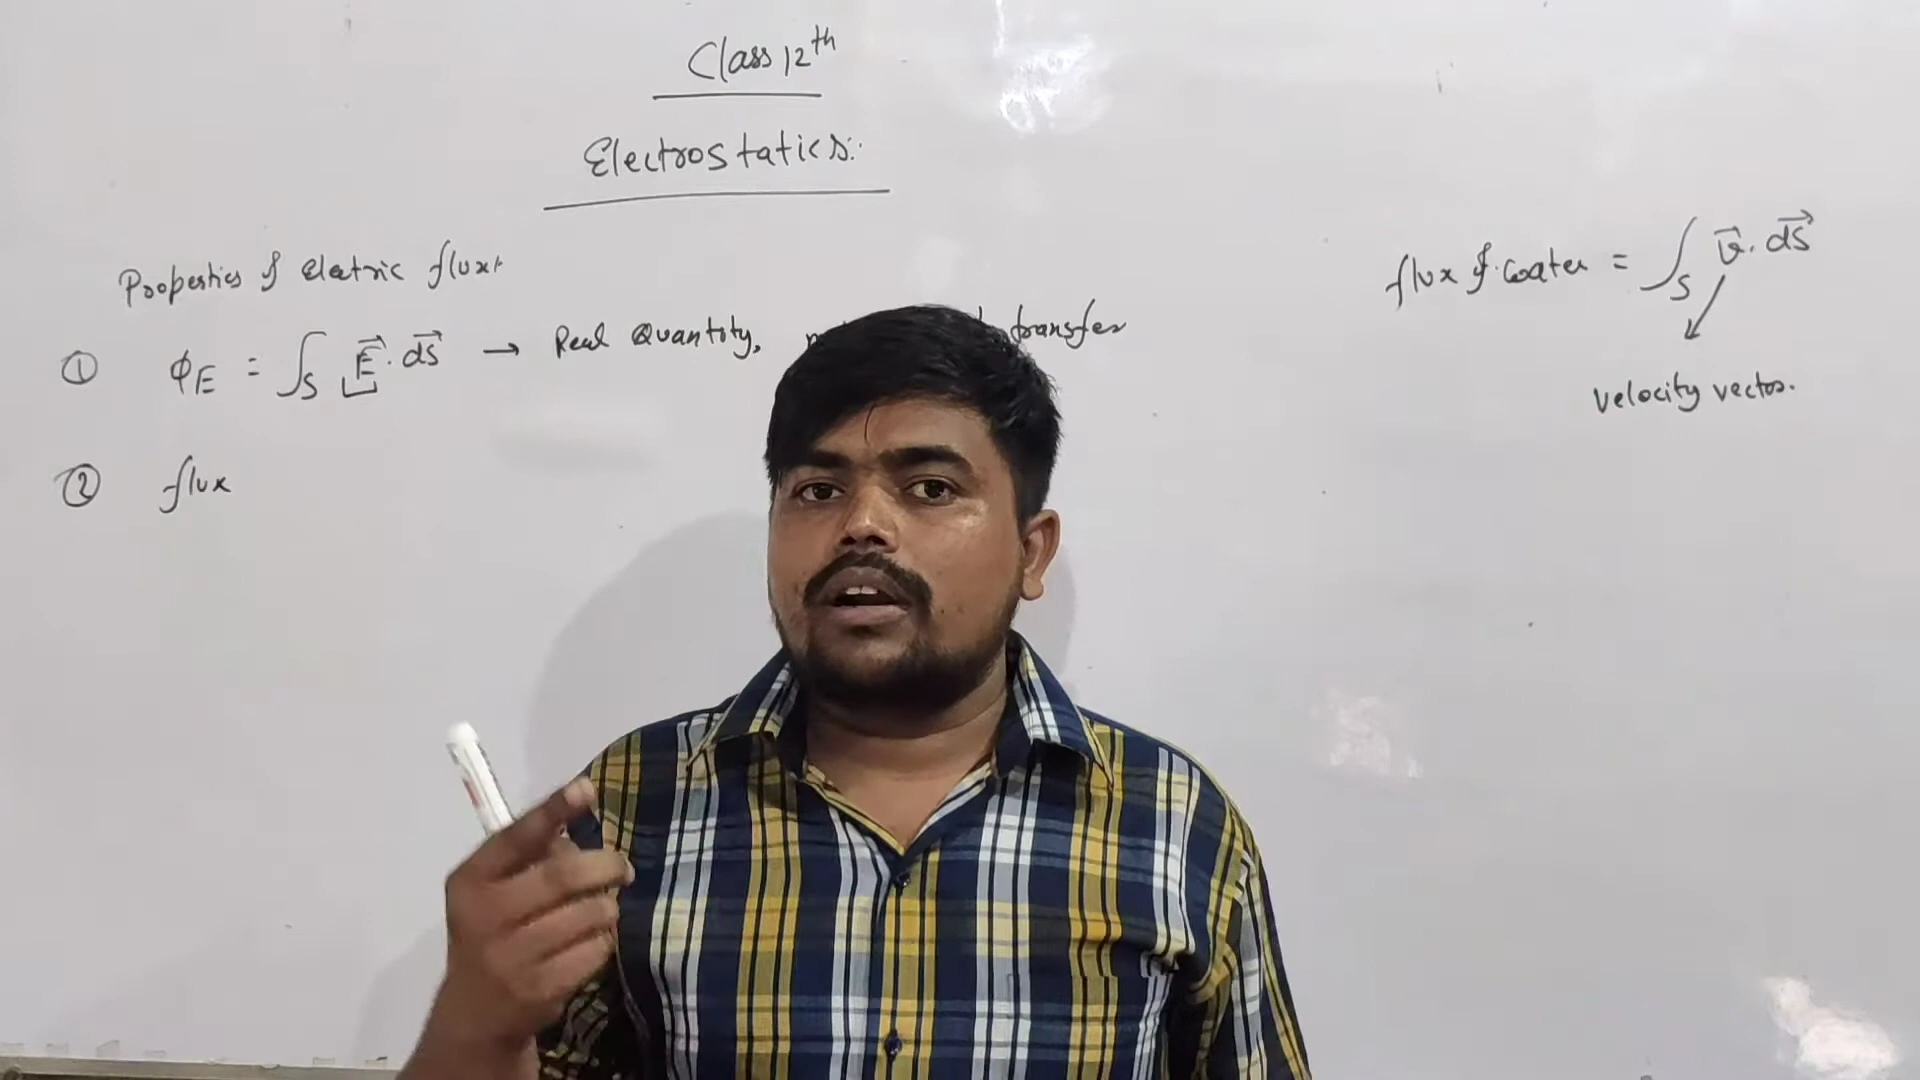 Class 12th
Electrostatics:
Properties of Electric flux:
① ϕE = ∫S E⃗ . dS⃗ → Real Quantity, transfer
② flux
flux of water = ∫S v⃗ . dS⃗
Velocity vector.